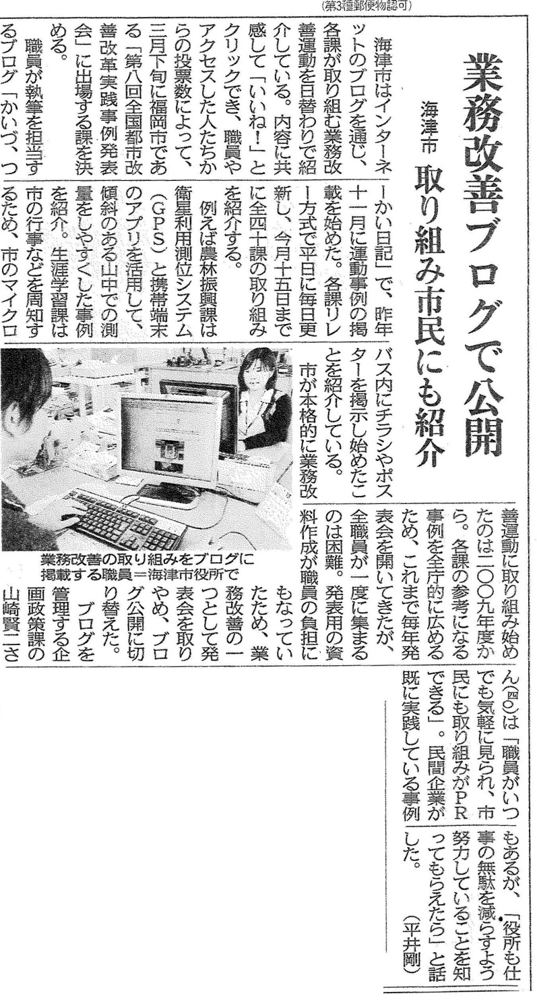 (第3種郵便物認可)
業務改善ブログで公開
海津市 取り組み市民にも紹介
海津市はインターネ
ットのブログを通じ、
各課が取り組む業務改
善運動を日替わりで紹
介している。内容に共
感して「いいね!」と
クリックでき、職員や
アクセスした人たちか
らの投票数によって、
三月下旬に福岡市であ
る「第八回全国都市改
善改革実践事例発表
会」に出場する課を決
める。
職員が執筆を担当す
るブログ「かいづ、つ
ーかい日記」で、昨年
十一月に運動事例の掲
載を始めた。各課リレ
ー方式で平日に毎日更
新し、今月十五日まで
に全四十課の取り組み
を紹介する。
例えば農林振興課は
衛星利用測位システム
(GPS)と携帯端末
のアプリを活用して、
傾斜のある山中での測
量をしやすくした事例
を紹介。生涯学習課は
市の行事などを周知す
るため、市のマイクロ
バス内にチラシやポス
ターを掲示し始めたこ
とを紹介している。
市が本格的に業務改
善運動に取り組み始め
たのは二〇〇九年度か
ら。各課の参考になる
事例を全庁的に広める
ため、これまで毎年発
表会を開いてきたが、
全職員が一度に集まる
のは困難。発表用の資
料作成が職員の負担に
もなってい
たため、業
務改善の一
つとして発
表会を取り
やめ、ブロ
グ公開に切
り替えた。
ブログを
管理する企
画政策課の
山崎賢二さ
ん(四〇)は「職員がいつ
でも気軽に見られ、市
民にも取り組みがPR
できる」。民間企業が
既に実践している事例
もあるが、「役所も仕
事の無駄を減らすよう
努力していることを知
ってもらえたら」と話
した。 (平井剛)
業務改善の取り組みをブログに
掲載する職員=海津市役所で